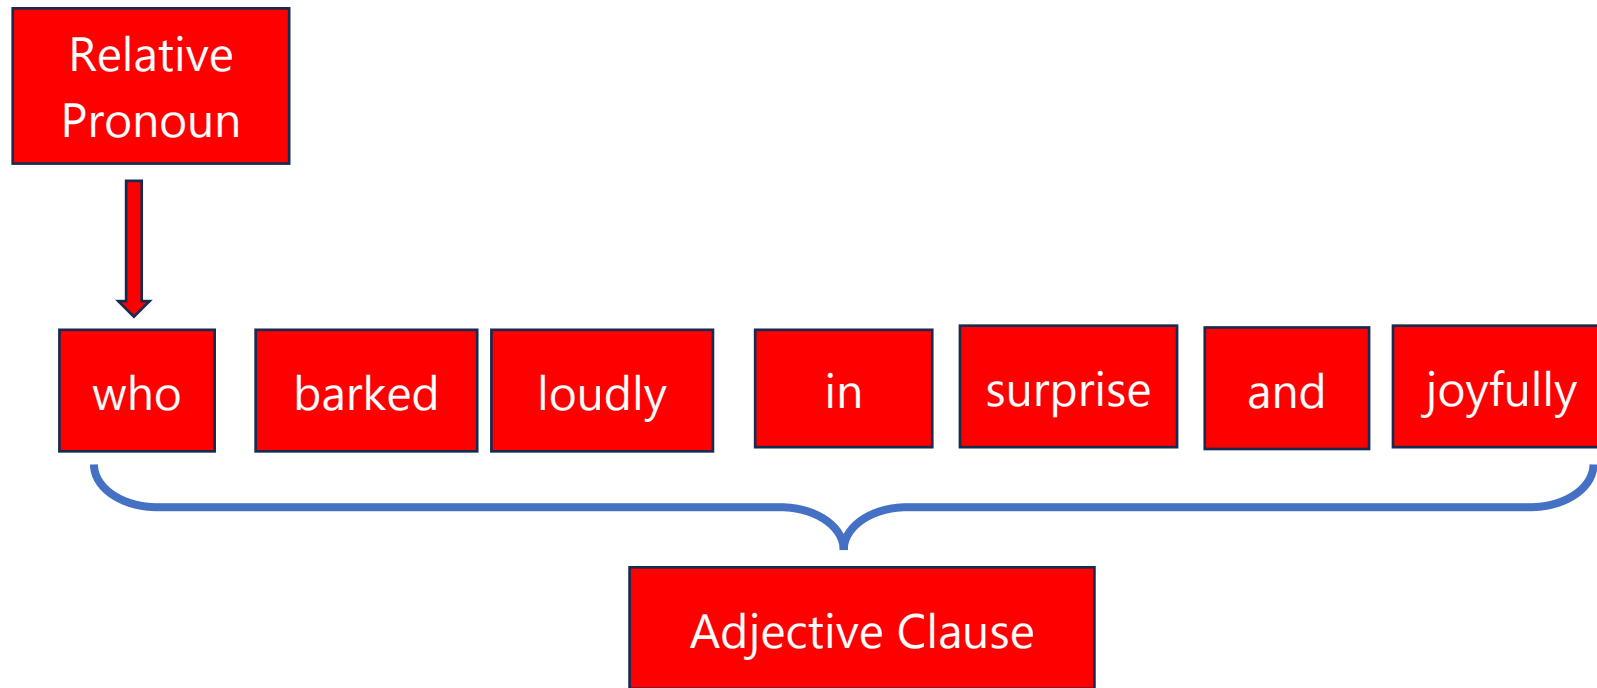 Relative
Pronoun
who barked loudly in surprise and joyfully
Adjective Clause